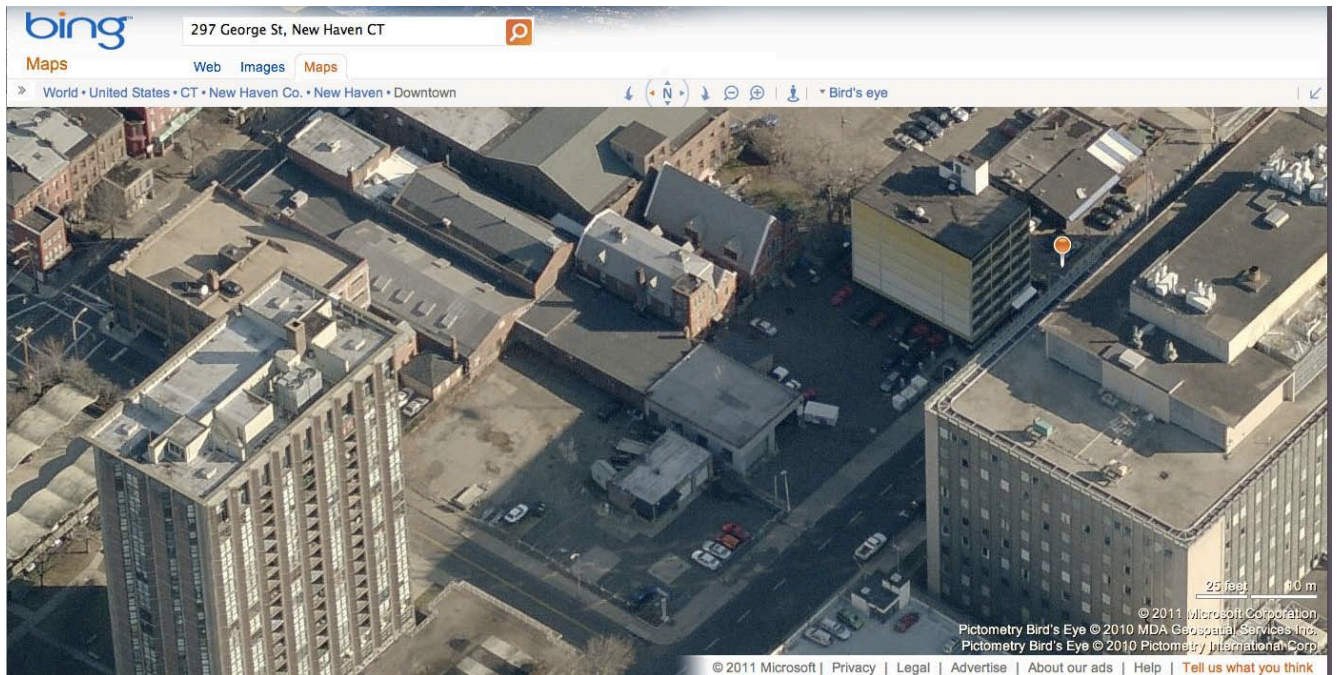 bing™
297 George St, New Haven CT
Maps
Web Images Maps
» World • United States • CT • New Haven Co. • New Haven • Downtown
N
Bird's eye
25 feet 10 m
© 2011 Microsoft Corporation
Pictometry Bird's Eye © 2010 MDA Geospatial Services Inc.
Pictometry Bird's Eye © 2010 Pictometry International Corp
© 2011 Microsoft | Privacy | Legal | Advertise | About our ads | Help | Tell us what you think